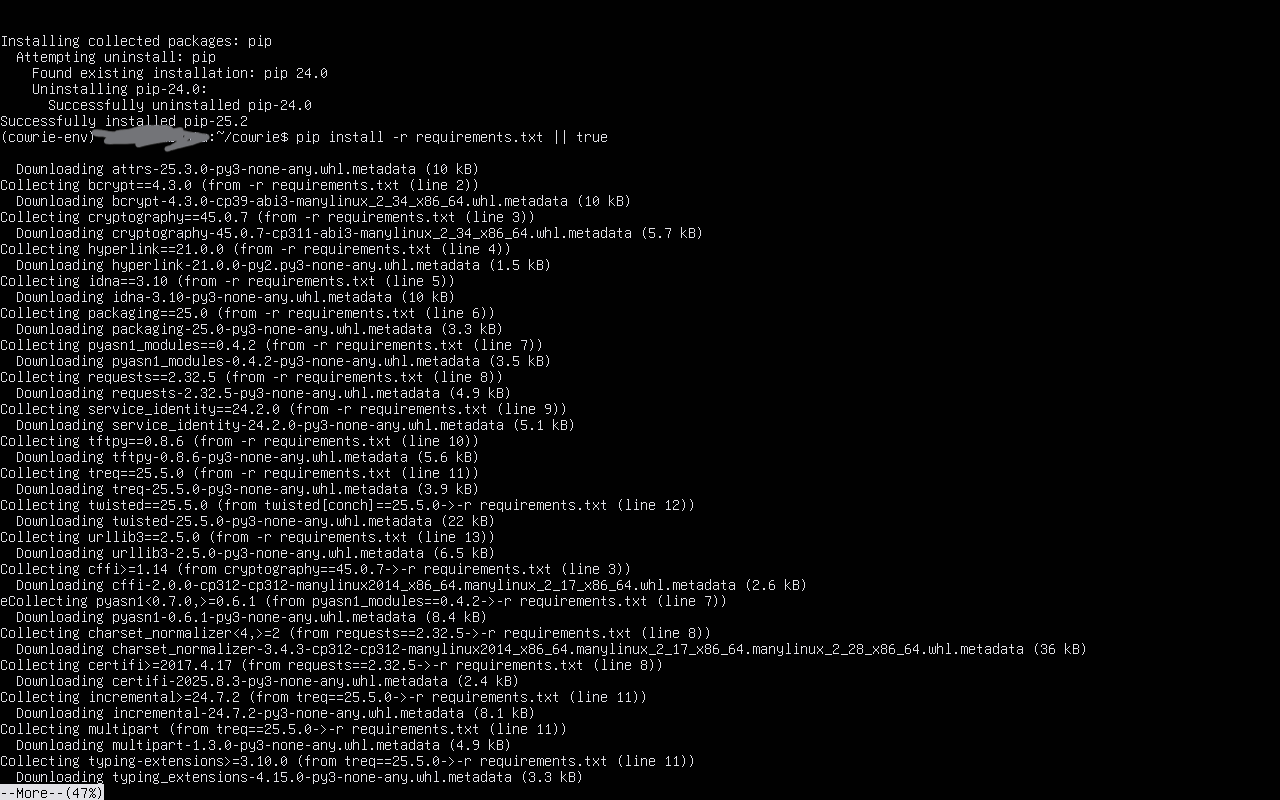 Installing collected packages: pip
  Attempting uninstall: pip
    Found existing installation: pip 24.0
    Uninstalling pip-24.0:
      Successfully uninstalled pip-24.0
Successfully installed pip-25.2
(cowrie-env) :~/cowrie$ pip install -r requirements.txt || true
  Downloading attrs-25.3.0-py3-none-any.whl.metadata (10 kB)
Collecting bcrypt==4.3.0 (from -r requirements.txt (line 2))
  Downloading bcrypt-4.3.0-cp39-abi3-manylinux_2_34_x86_64.whl.metadata (10 kB)
Collecting cryptography==45.0.7 (from -r requirements.txt (line 3))
  Downloading cryptography-45.0.7-cp311-abi3-manylinux_2_34_x86_64.whl.metadata (5.7 kB)
Collecting hyperlink==21.0.0 (from -r requirements.txt (line 4))
  Downloading hyperlink-21.0.0-py2.py3-none-any.whl.metadata (1.5 kB)
Collecting idna==3.10 (from -r requirements.txt (line 5))
  Downloading idna-3.10-py3-none-any.whl.metadata (10 kB)
Collecting packaging==25.0 (from -r requirements.txt (line 6))
  Downloading packaging-25.0-py3-none-any.whl.metadata (3.3 kB)
Collecting pyasn1_modules==0.4.2 (from -r requirements.txt (line 7))
  Downloading pyasn1_modules-0.4.2-py3-none-any.whl.metadata (3.5 kB)
Collecting requests==2.32.5 (from -r requirements.txt (line 8))
  Downloading requests-2.32.5-py3-none-any.whl.metadata (4.9 kB)
Collecting service_identity==24.2.0 (from -r requirements.txt (line 9))
  Downloading service_identity-24.2.0-py3-none-any.whl.metadata (5.1 kB)
Collecting tftpy==0.8.6 (from -r requirements.txt (line 10))
  Downloading tftpy-0.8.6-py3-none-any.whl.metadata (5.6 kB)
Collecting treq==25.5.0 (from -r requirements.txt (line 11))
  Downloading treq-25.5.0-py3-none-any.whl.metadata (3.9 kB)
Collecting twisted==25.5.0 (from twisted[conch]==25.5.0->-r requirements.txt (line 12))
  Downloading twisted-25.5.0-py3-none-any.whl.metadata (22 kB)
Collecting urllib3==2.5.0 (from -r requirements.txt (line 13))
  Downloading urllib3-2.5.0-py3-none-any.whl.metadata (6.5 kB)
Collecting cffi>=1.14 (from cryptography==45.0.7->-r requirements.txt (line 3))
  Downloading cffi-2.0.0-cp312-cp312-manylinux2014_x86_64.manylinux_2_17_x86_64.whl.metadata (2.6 kB)
eCollecting pyasn1<0.7.0,>=0.6.1 (from pyasn1_modules==0.4.2->-r requirements.txt (line 7))
  Downloading pyasn1-0.6.1-py3-none-any.whl.metadata (8.4 kB)
Collecting charset_normalizer<4,>=2 (from requests==2.32.5->-r requirements.txt (line 8))
  Downloading charset_normalizer-3.4.3-cp312-cp312-manylinux2014_x86_64.manylinux_2_17_x86_64.manylinux_2_28_x86_64.whl.metadata (36 kB)
Collecting certifi>=2017.4.17 (from requests==2.32.5->-r requirements.txt (line 8))
  Downloading certifi-2025.8.3-py3-none-any.whl.metadata (2.4 kB)
Collecting incremental>=24.7.2 (from treq==25.5.0->-r requirements.txt (line 11))
  Downloading incremental-24.7.2-py3-none-any.whl.metadata (8.1 kB)
Collecting multipart (from treq==25.5.0->-r requirements.txt (line 11))
  Downloading multipart-1.3.0-py3-none-any.whl.metadata (4.9 kB)
Collecting typing-extensions>=3.10.0 (from treq==25.5.0->-r requirements.txt (line 11))
  Downloading typing_extensions-4.15.0-py3-none-any.whl.metadata (3.3 kB)
--More--(47%)